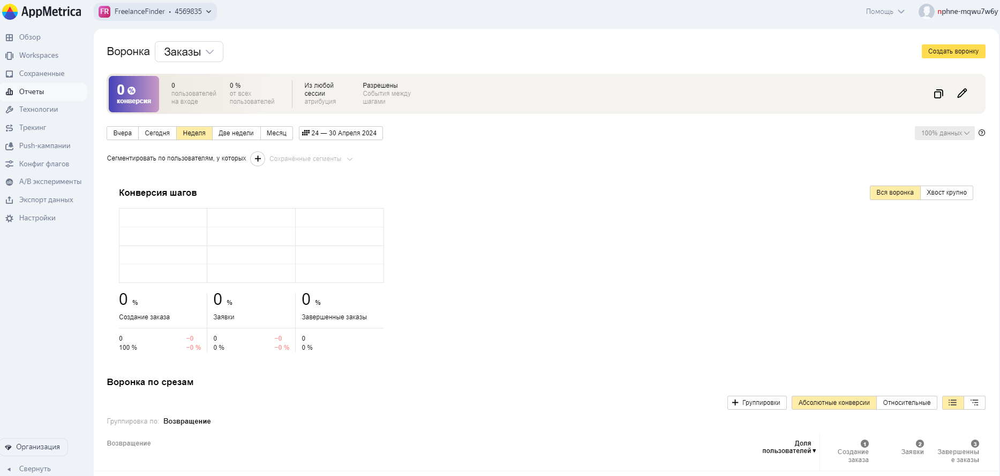 AppMetrica
FR FreelanceFinder • 4569835
Помощь
nphne-mqwu7w6y
Обзор
Workspaces
Сохраненные
Отчеты
Технологии
Трекинг
Push-кампании
Конфиг флагов
A/B эксперименты
Экспорт данных
Настройки
Организация
Свернуть
Воронка Заказы
Создать воронку
0 %
конверсия
0
пользователей
на входе
0 %
от всех
пользователей
Из любой
сессии
атрибуция
Разрешены
События между
шагами
Вчера Сегодня Неделя Две недели Месяц 24 — 30 Апреля 2024
100% данных ?
Сегментировать по пользователям, у которых + Сохранённые сегменты
Конверсия шагов
Вся воронка Хвост крупно
0 % 0 % 0 %
Создание заказа Заявки Завершенные заказы
0 −0 0 −0 0
100 % −0 % 0 % −0 % 0 %
Воронка по срезам
+ Группировки Абсолютные конверсии Относительные
Группировка по: Возвращение
Возвращение
Доля
пользователей ▾
1
Создание
заказа
2
Заявки
3
Завершенны
е заказы